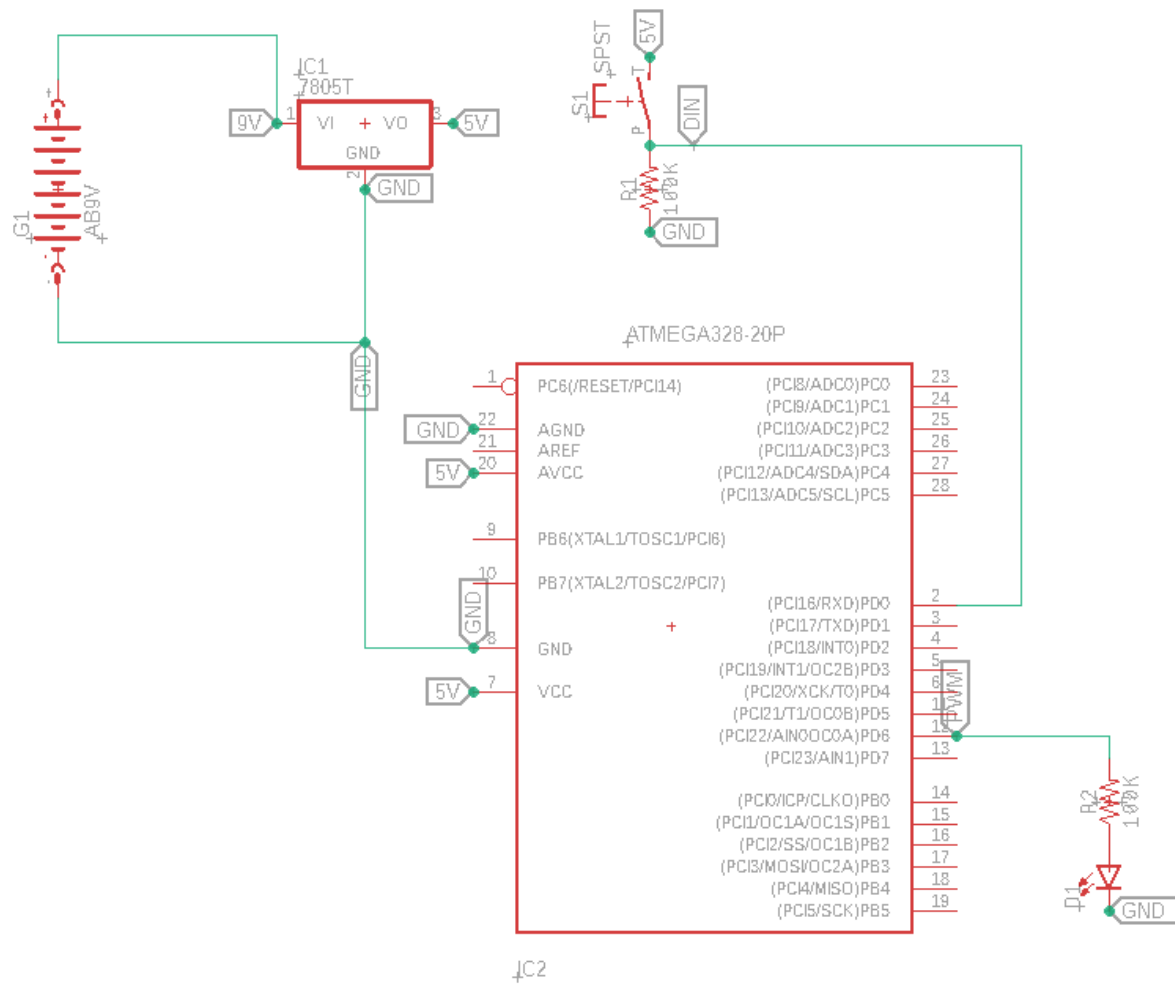 IC1
7805T
9V
1
VI
VO
3
5V
GND
2
GND
G1
AB9V
GND
5V
SPST
S1
T
P
DIN
R1
100K
GND
ATMEGA328-20P
1
PC6(/RESET/PCI14)
GND
22
AGND
21
AREF
5V
20
AVCC
9
PB6(XTAL1/TOSC1/PCI6)
10
PB7(XTAL2/TOSC2/PCI7)
GND
8
GND
5V
7
VCC
(PCI8/ADC0)PC0
23
(PCI9/ADC1)PC1
24
(PCI10/ADC2)PC2
25
(PCI11/ADC3)PC3
26
(PCI12/ADC4/SDA)PC4
27
(PCI13/ADC5/SCL)PC5
28
(PCI16/RXD)PD0
2
(PCI17/TXD)PD1
3
(PCI18/INT0)PD2
4
(PCI19/INT1/OC2B)PD3
5
(PCI20/XCK/T0)PD4
6
(PCI21/T1/OC0B)PD5
(PCI22/AIN0OC0A)PD6
12
(PCI23/AIN1)PD7
13
PWM
(PCI0/ICP/CLKO)PB0
14
(PCI1/OC1A/OC1S)PB1
15
(PCI2/SS/OC1B)PB2
16
(PCI3/MOSI/OC2A)PB3
17
(PCI4/MISO)PB4
18
(PCI5/SCK)PB5
19
R2
100K
D1
GND
IC2